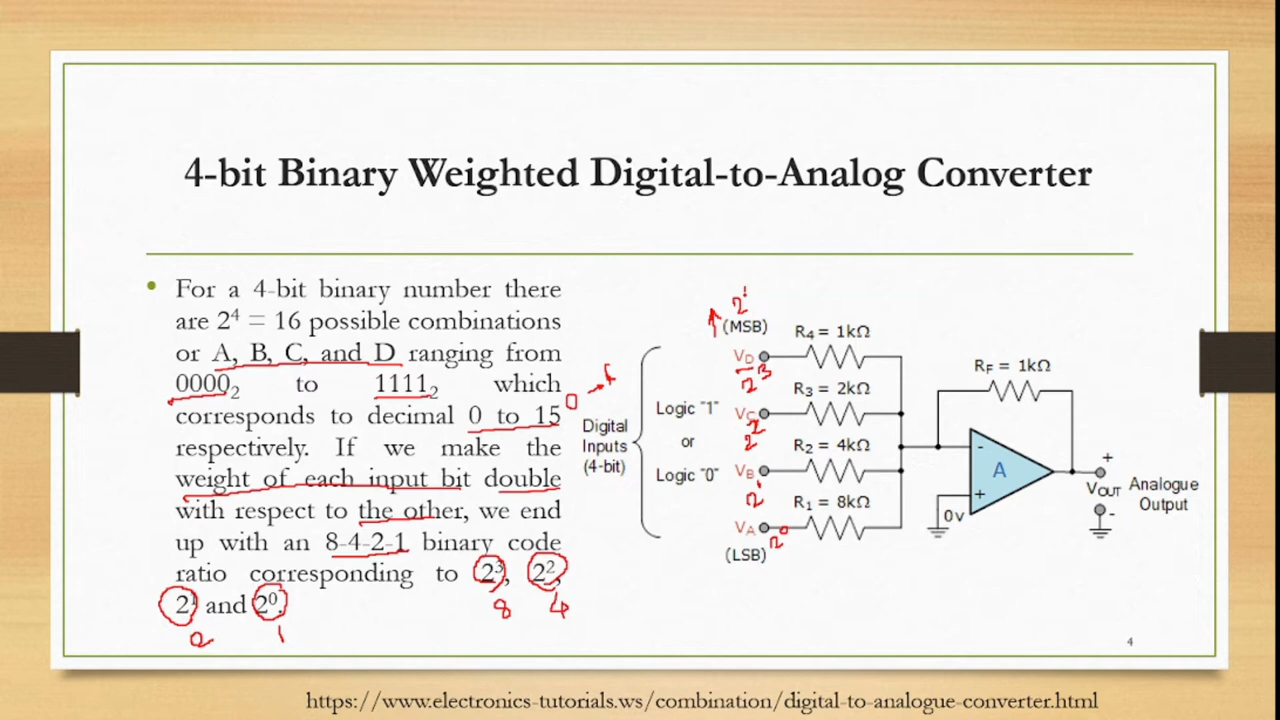 4-bit Binary Weighted Digital-to-Analog Converter
• For a 4-bit binary number there
are 2⁴ = 16 possible combinations
or A, B, C, and D ranging from
0000₂ to 1111₂ which
corresponds to decimal 0 to 15
respectively. If we make the
weight of each input bit double
with respect to the other, we end
up with an 8-4-2-1 binary code
ratio corresponding to 2³, 2²,
2¹ and 2⁰.
8 4
2 1
0
(MSB)
V_D
2³
V_C
2²
V_B
2¹
V_A
2⁰
(LSB)
Digital
Inputs
(4-bit)
Logic "1"
or
Logic "0"
R₄ = 1kΩ
R₃ = 2kΩ
R₂ = 4kΩ
R₁ = 8kΩ
R_F = 1kΩ
-
A
+
0v
+
V_OUT
-
Analogue
Output
4
https://www.electronics-tutorials.ws/combination/digital-to-analogue-converter.html